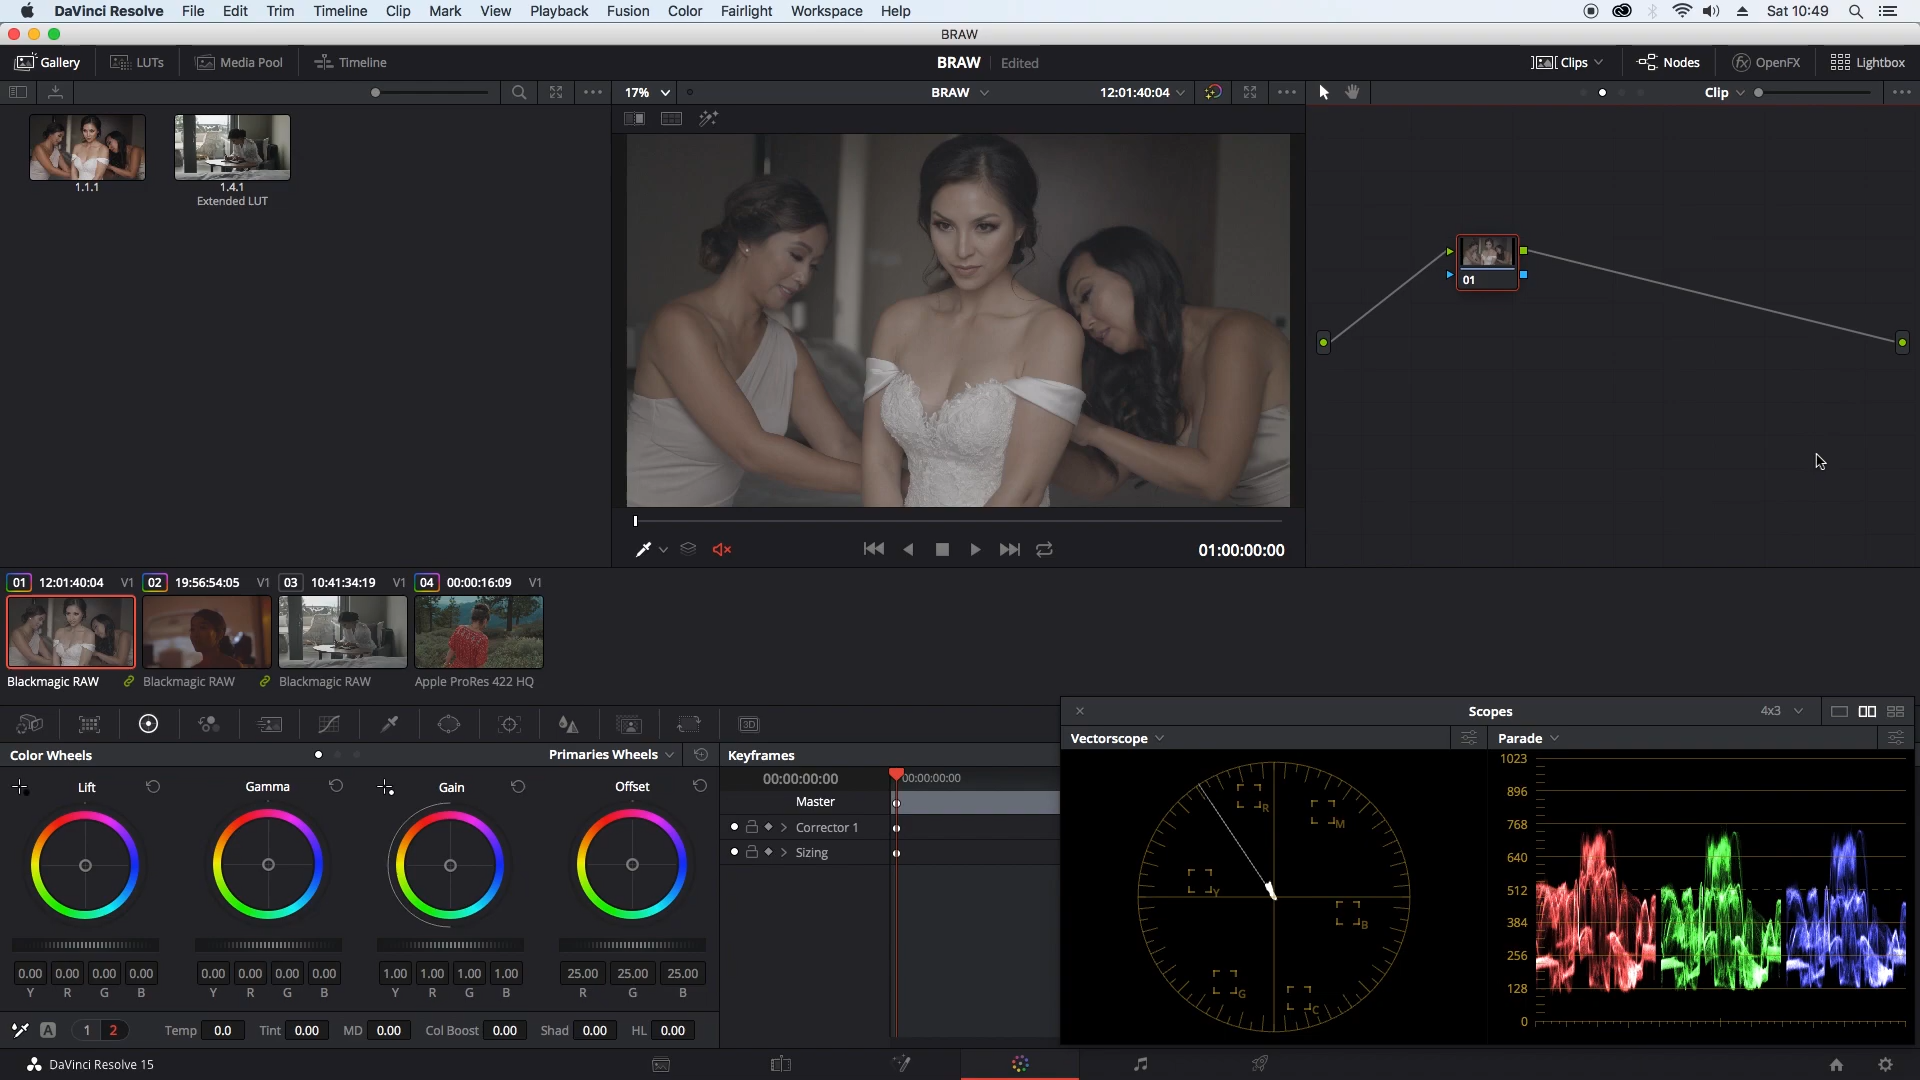 DaVinci Resolve File Edit Trim Timeline Clip Mark View Playback Fusion Color Fairlight Workspace Help Sat 10:49
BRAW
Gallery LUTs Media Pool Timeline BRAW Edited Clips Nodes fx OpenFX Lightbox
17% BRAW 12:01:40:04 Clip
1.1.1
1.4.1
Extended LUT
01
01:00:00:00
01 12:01:40:04 V1 02 19:56:54:05 V1 03 10:41:34:19 V1 04 00:00:16:09 V1
Blackmagic RAW Blackmagic RAW Blackmagic RAW Apple ProRes 422 HQ
3D
Scopes 4x3
Vectorscope Parade
Color Wheels Primaries Wheels Keyframes
Lift Gamma Gain Offset
00:00:00:00 00:00:00:00
Master
Corrector 1
Sizing
0.00 0.00 0.00 0.00 0.00 0.00 0.00 0.00 1.00 1.00 1.00 1.00 25.00 25.00 25.00
Y R G B Y R G B Y R G B R G B
A 1 2 Temp 0.0 Tint 0.00 MD 0.00 Col Boost 0.00 Shad 0.00 HL 0.00
R
M
Y
B
G
C
1023
896
768
640
512
384
256
128
0
DaVinci Resolve 15